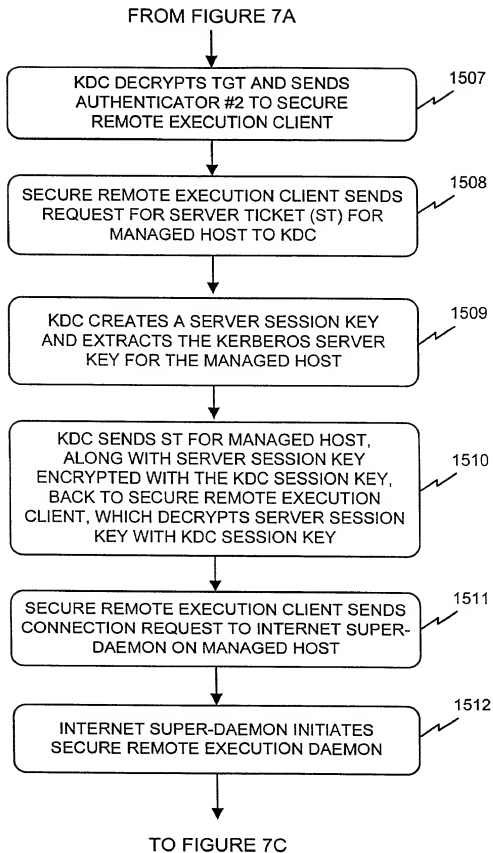 FROM FIGURE 7A
KDC DECRYPTS TGT AND SENDS
AUTHENTICATOR #2 TO SECURE
REMOTE EXECUTION CLIENT
1507
SECURE REMOTE EXECUTION CLIENT SENDS
REQUEST FOR SERVER TICKET (ST) FOR
MANAGED HOST TO KDC
1508
KDC CREATES A SERVER SESSION KEY
AND EXTRACTS THE KERBEROS SERVER
KEY FOR THE MANAGED HOST
1509
KDC SENDS ST FOR MANAGED HOST,
ALONG WITH SERVER SESSION KEY
ENCRYPTED WITH THE KDC SESSION KEY,
BACK TO SECURE REMOTE EXECUTION
CLIENT, WHICH DECRYPTS SERVER SESSION
KEY WITH KDC SESSION KEY
1510
SECURE REMOTE EXECUTION CLIENT SENDS
CONNECTION REQUEST TO INTERNET SUPER-
DAEMON ON MANAGED HOST
1511
INTERNET SUPER-DAEMON INITIATES
SECURE REMOTE EXECUTION DAEMON
1512
TO FIGURE 7C